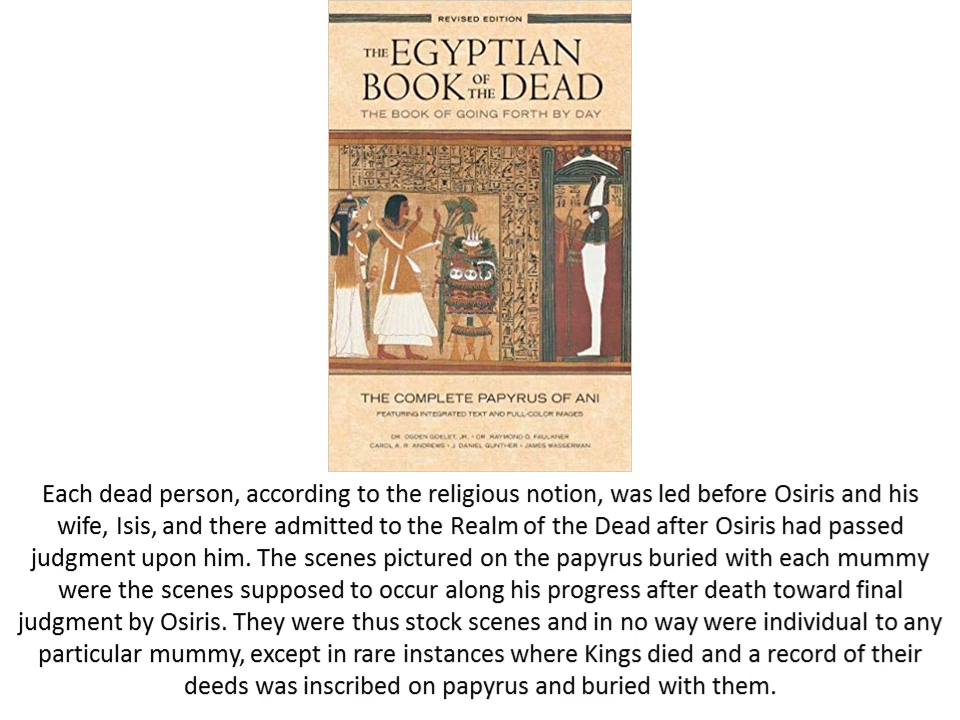 REVISED EDITION
THE EGYPTIAN
BOOK OF THE DEAD
THE BOOK OF GOING FORTH BY DAY
THE COMPLETE PAPYRUS OF ANI
FEATURING INTEGRATED TEXT AND FULL-COLOR IMAGES
DR. OGDEN GOELET, JR. • DR. RAYMOND O. FAULKNER
CAROL A. R. ANDREWS • J. DANIEL GUNTHER • JAMES WASSERMAN
Each dead person, according to the religious notion, was led before Osiris and his
wife, Isis, and there admitted to the Realm of the Dead after Osiris had passed
judgment upon him. The scenes pictured on the papyrus buried with each mummy
were the scenes supposed to occur along his progress after death toward final
judgment by Osiris. They were thus stock scenes and in no way were individual to any
particular mummy, except in rare instances where Kings died and a record of their
deeds was inscribed on papyrus and buried with them.